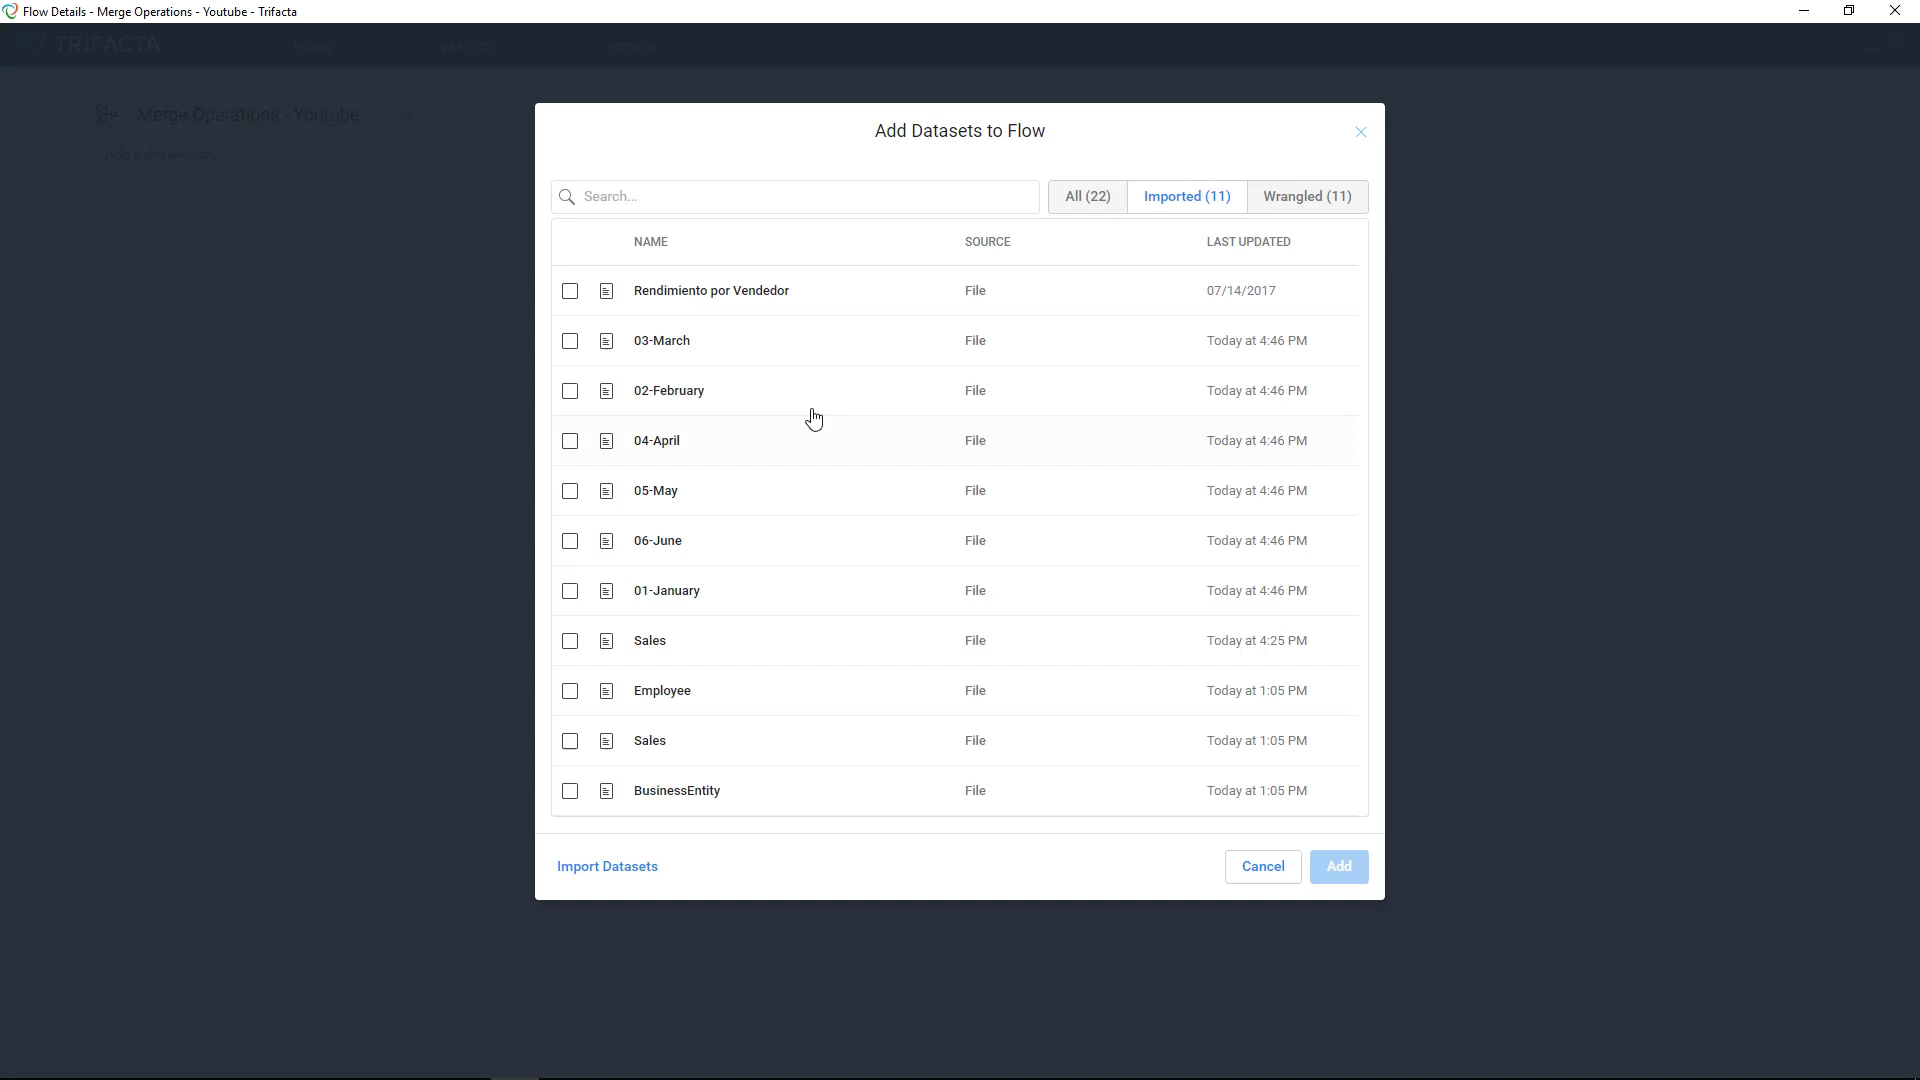 Flow Details - Merge Operations - Youtube - Trifacta
TRIFACTA
Merge Operations - Youtube
Add a description
Add Datasets to Flow
Search...
All (22)
Imported (11)
Wrangled (11)
NAME SOURCE LAST UPDATED
Rendimiento por Vendedor File 07/14/2017
03-March File Today at 4:46 PM
02-February File Today at 4:46 PM
04-April File Today at 4:46 PM
05-May File Today at 4:46 PM
06-June File Today at 4:46 PM
01-January File Today at 4:46 PM
Sales File Today at 4:25 PM
Employee File Today at 1:05 PM
Sales File Today at 1:05 PM
BusinessEntity File Today at 1:05 PM
Import Datasets
Cancel
Add